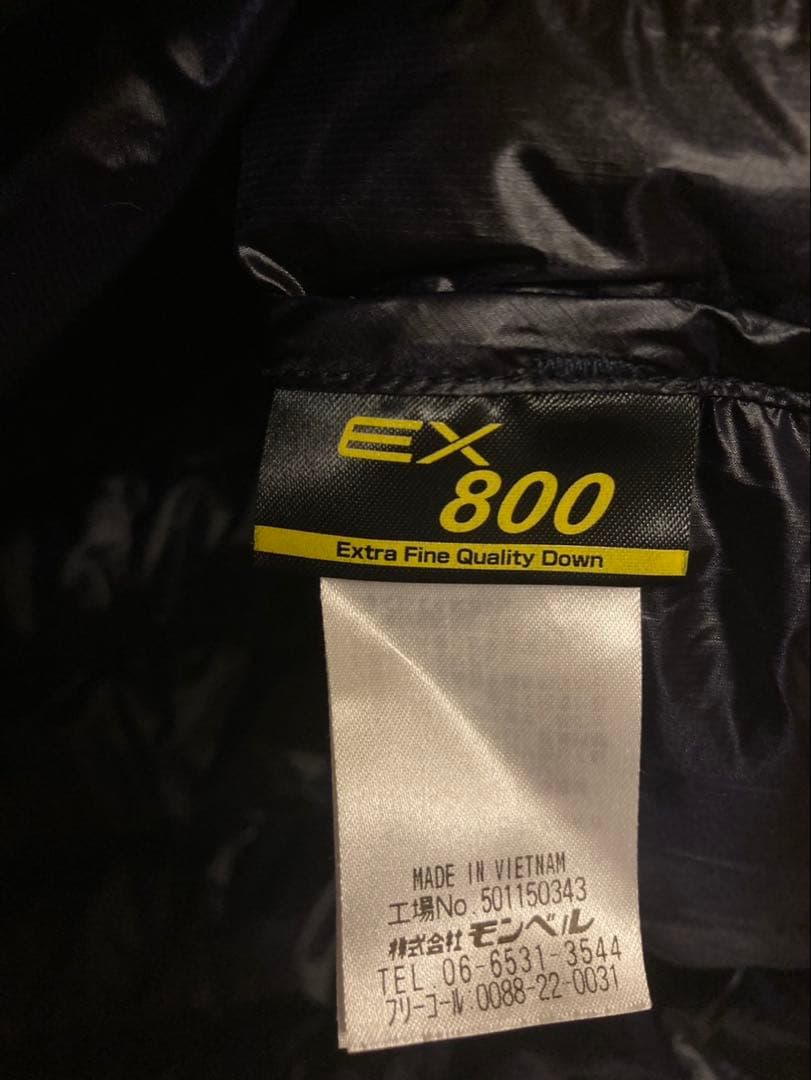 EX
800
Extra Fine Quality Down
MADE IN VIETNAM
工場No.501150343
株式会社 モンベル
TEL.06-6531-3544
フリーコール.0088-22-0031